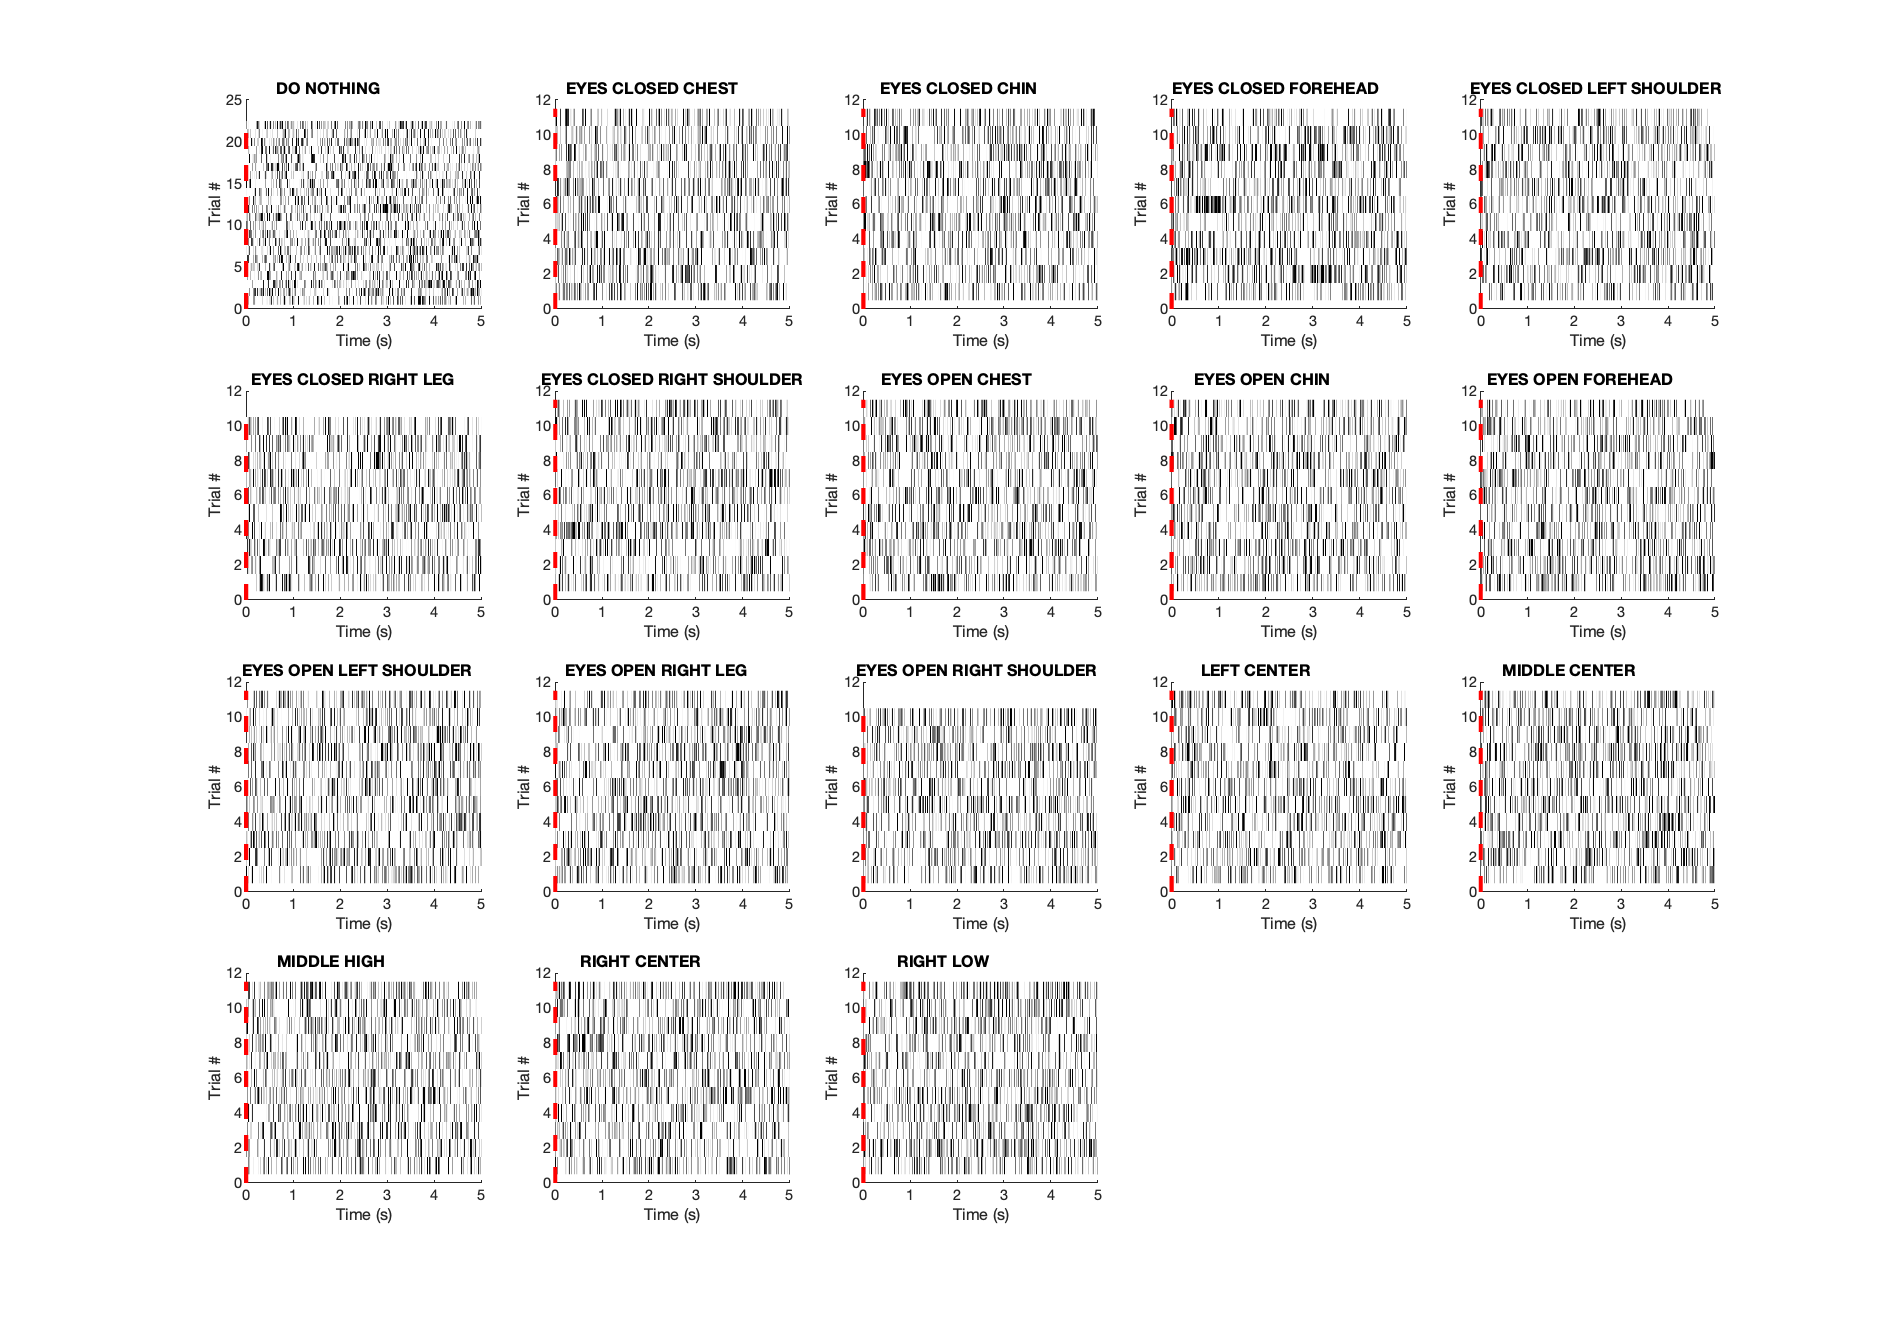 DO NOTHING
25
20
15
10
5
0
Trial #
0 1 2 3 4 5
Time (s)
EYES CLOSED CHEST
12
10
8
6
4
2
0
Trial #
0 1 2 3 4 5
Time (s)
EYES CLOSED CHIN
12
10
8
6
4
2
0
Trial #
0 1 2 3 4 5
Time (s)
EYES CLOSED FOREHEAD
12
10
8
6
4
2
0
Trial #
0 1 2 3 4 5
Time (s)
EYES CLOSED LEFT SHOULDER
12
10
8
6
4
2
0
Trial #
0 1 2 3 4 5
Time (s)
EYES CLOSED RIGHT LEG
12
10
8
6
4
2
0
Trial #
0 1 2 3 4 5
Time (s)
EYES CLOSED RIGHT SHOULDER
12
10
8
6
4
2
0
Trial #
0 1 2 3 4 5
Time (s)
EYES OPEN CHEST
12
10
8
6
4
2
0
Trial #
0 1 2 3 4 5
Time (s)
EYES OPEN CHIN
12
10
8
6
4
2
0
Trial #
0 1 2 3 4 5
Time (s)
EYES OPEN FOREHEAD
12
10
8
6
4
2
0
Trial #
0 1 2 3 4 5
Time (s)
EYES OPEN LEFT SHOULDER
12
10
8
6
4
2
0
Trial #
0 1 2 3 4 5
Time (s)
EYES OPEN RIGHT LEG
12
10
8
6
4
2
0
Trial #
0 1 2 3 4 5
Time (s)
EYES OPEN RIGHT SHOULDER
12
10
8
6
4
2
0
Trial #
0 1 2 3 4 5
Time (s)
LEFT CENTER
12
10
8
6
4
2
0
Trial #
0 1 2 3 4 5
Time (s)
MIDDLE CENTER
12
10
8
6
4
2
0
Trial #
0 1 2 3 4 5
Time (s)
MIDDLE HIGH
12
10
8
6
4
2
0
Trial #
0 1 2 3 4 5
Time (s)
RIGHT CENTER
12
10
8
6
4
2
0
Trial #
0 1 2 3 4 5
Time (s)
RIGHT LOW
12
10
8
6
4
2
0
Trial #
0 1 2 3 4 5
Time (s)